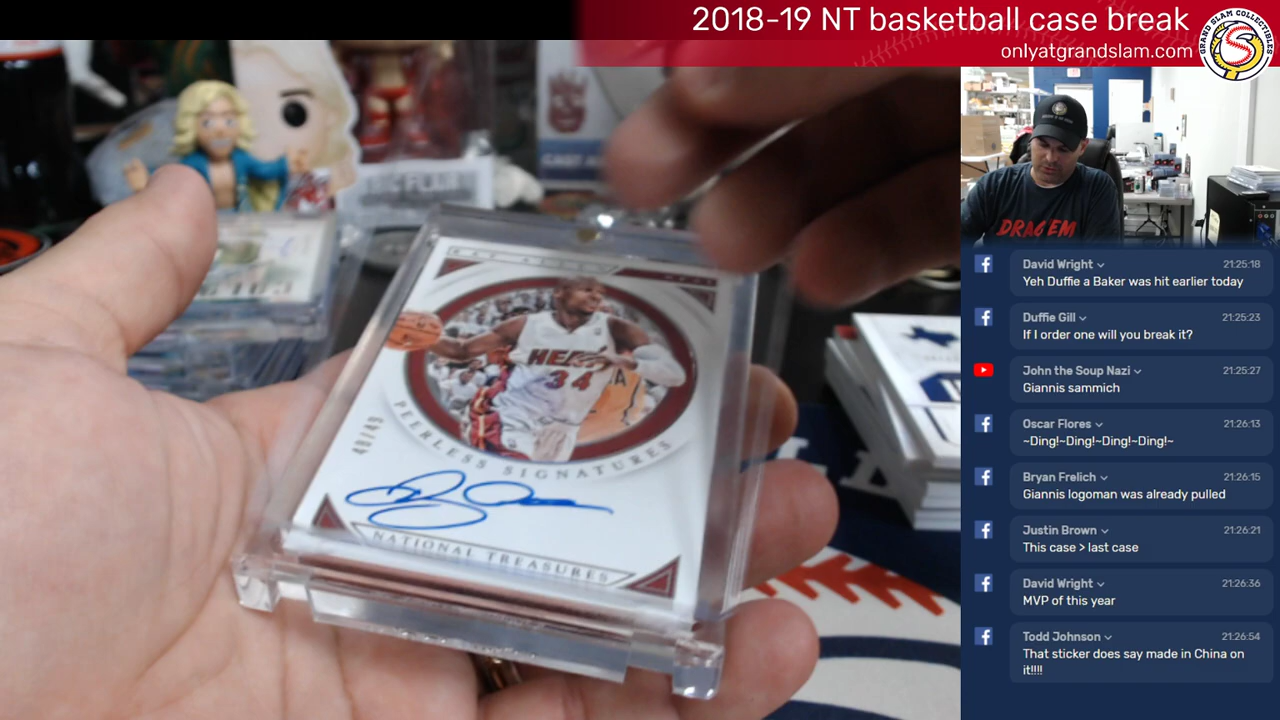 2018-19 NT basketball case break
onlyatgrandslam.com
GRAND SLAM COLLECTIBLES
DRAG EM
HEAT
34
PEERLESS SIGNATURES
NATIONAL TREASURES
David Wright
21:25:18
Yeh Duffie a Baker was hit earlier today
Duffie Gill
21:25:23
If I order one will you break it?
John the Soup Nazi
21:25:27
Giannis sammich
Oscar Flores
21:26:13
~Ding!~Ding!~Ding!~Ding!~
Bryan Frelich
21:26:15
Giannis logoman was already pulled
Justin Brown
21:26:21
This case > last case
David Wright
21:26:36
MVP of this year
Todd Johnson
21:26:54
That sticker does say made in China on
it!!!!